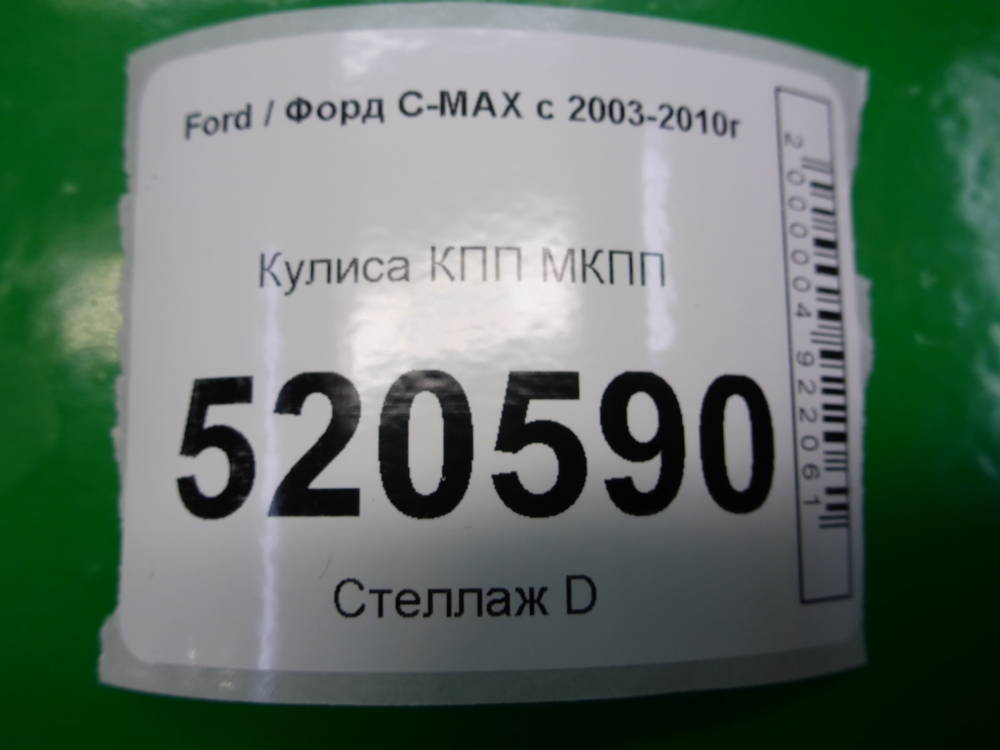 Ford / Форд C-MAX с 2003-2010г
Кулиса КПП МКПП
520590
Стеллаж D
2000004922061